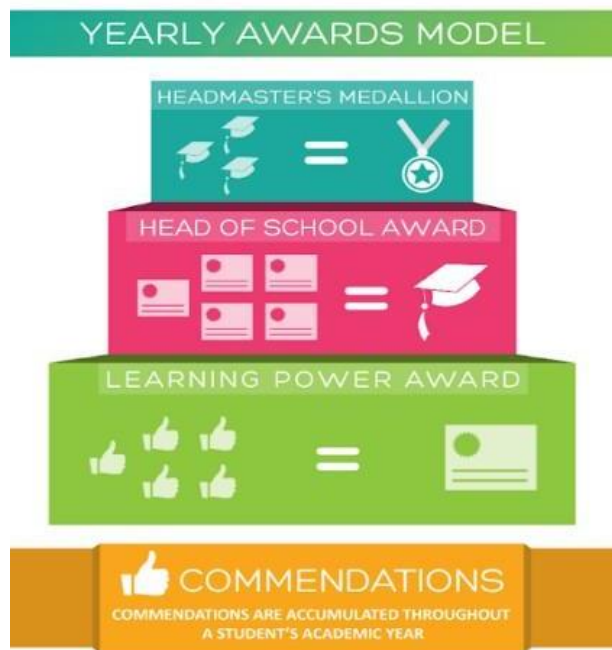 YEARLY AWARDS MODEL
HEADMASTER'S MEDALLION
=
HEAD OF SCHOOL AWARD
=
LEARNING POWER AWARD
=
COMMENDATIONS
COMMENDATIONS ARE ACCUMULATED THROUGHOUT
A STUDENT'S ACADEMIC YEAR